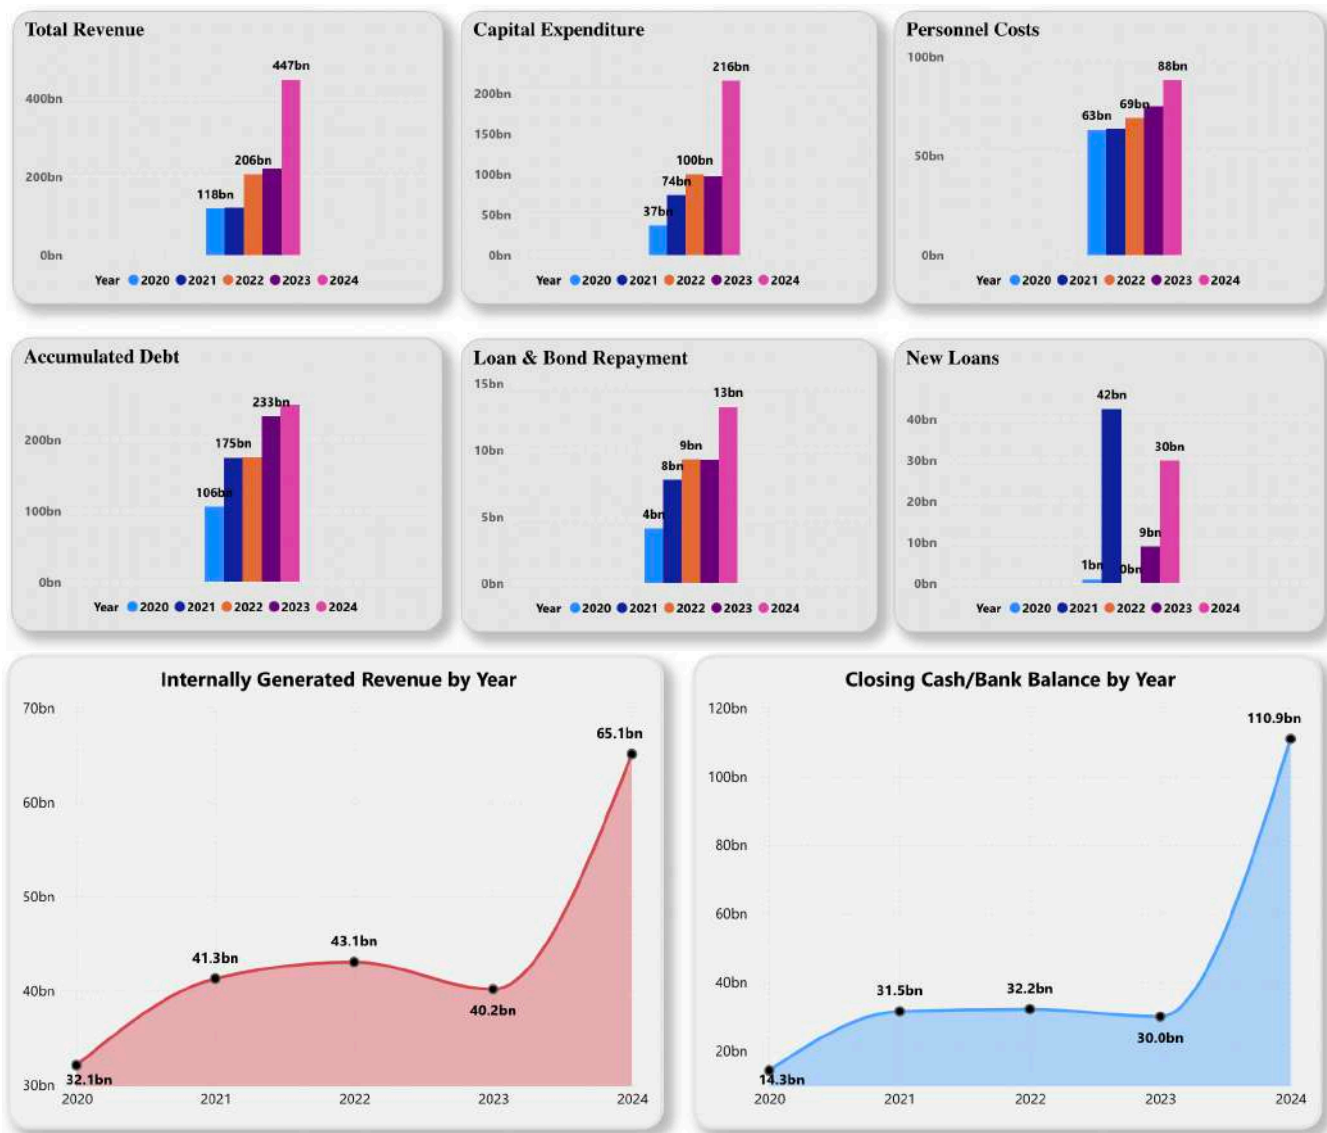 Total Revenue
447bn
400bn
206bn
200bn
118bn
0bn
Year 2020 2021 2022 2023 2024
Capital Expenditure
216bn
200bn
150bn
100bn
100bn
74bn
50bn
37bn
0bn
Year 2020 2021 2022 2023 2024
Personnel Costs
100bn
88bn
69bn
63bn
50bn
0bn
Year 2020 2021 2022 2023 2024
Accumulated Debt
233bn
200bn
175bn
106bn
100bn
0bn
Year 2020 2021 2022 2023 2024
Loan & Bond Repayment
15bn
13bn
10bn
9bn
8bn
5bn
4bn
0bn
Year 2020 2021 2022 2023 2024
New Loans
42bn
40bn
30bn
30bn
20bn
10bn
9bn
1bn
0bn
0bn
Year 2020 2021 2022 2023 2024
Internally Generated Revenue by Year
70bn
65.1bn
60bn
50bn
43.1bn
41.3bn
40bn
40.2bn
32.1bn
30bn
2020 2021 2022 2023 2024
Closing Cash/Bank Balance by Year
120bn
110.9bn
100bn
80bn
60bn
40bn
31.5bn
32.2bn
30.0bn
20bn
14.3bn
2020 2021 2022 2023 2024